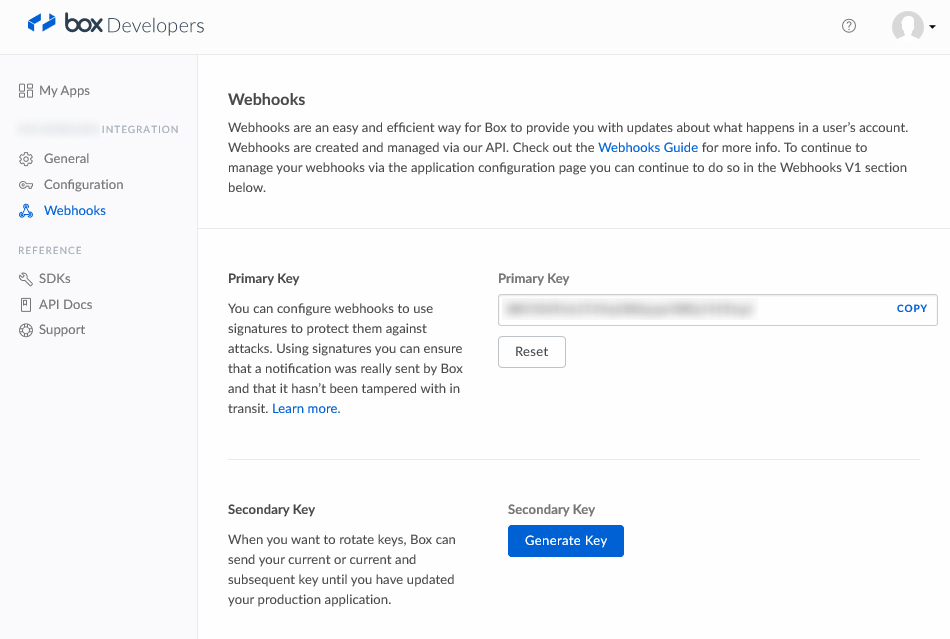 box Developers
My Apps
INTEGRATION
General
Configuration
Webhooks
REFERENCE
SDKs
API Docs
Support
Webhooks
Webhooks are an easy and efficient way for Box to provide you with updates about what happens in a user's account.
Webhooks are created and managed via our API. Check out the Webhooks Guide for more info. To continue to
manage your webhooks via the application configuration page you can continue to do so in the Webhooks V1 section
below.
Primary Key
You can configure webhooks to use
signatures to protect them against
attacks. Using signatures you can ensure
that a notification was really sent by Box
and that it hasn't been tampered with in
transit. Learn more.
Primary Key
COPY
Reset
Secondary Key
When you want to rotate keys, Box can
send your current or current and
subsequent key until you have updated
your production application.
Secondary Key
Generate Key